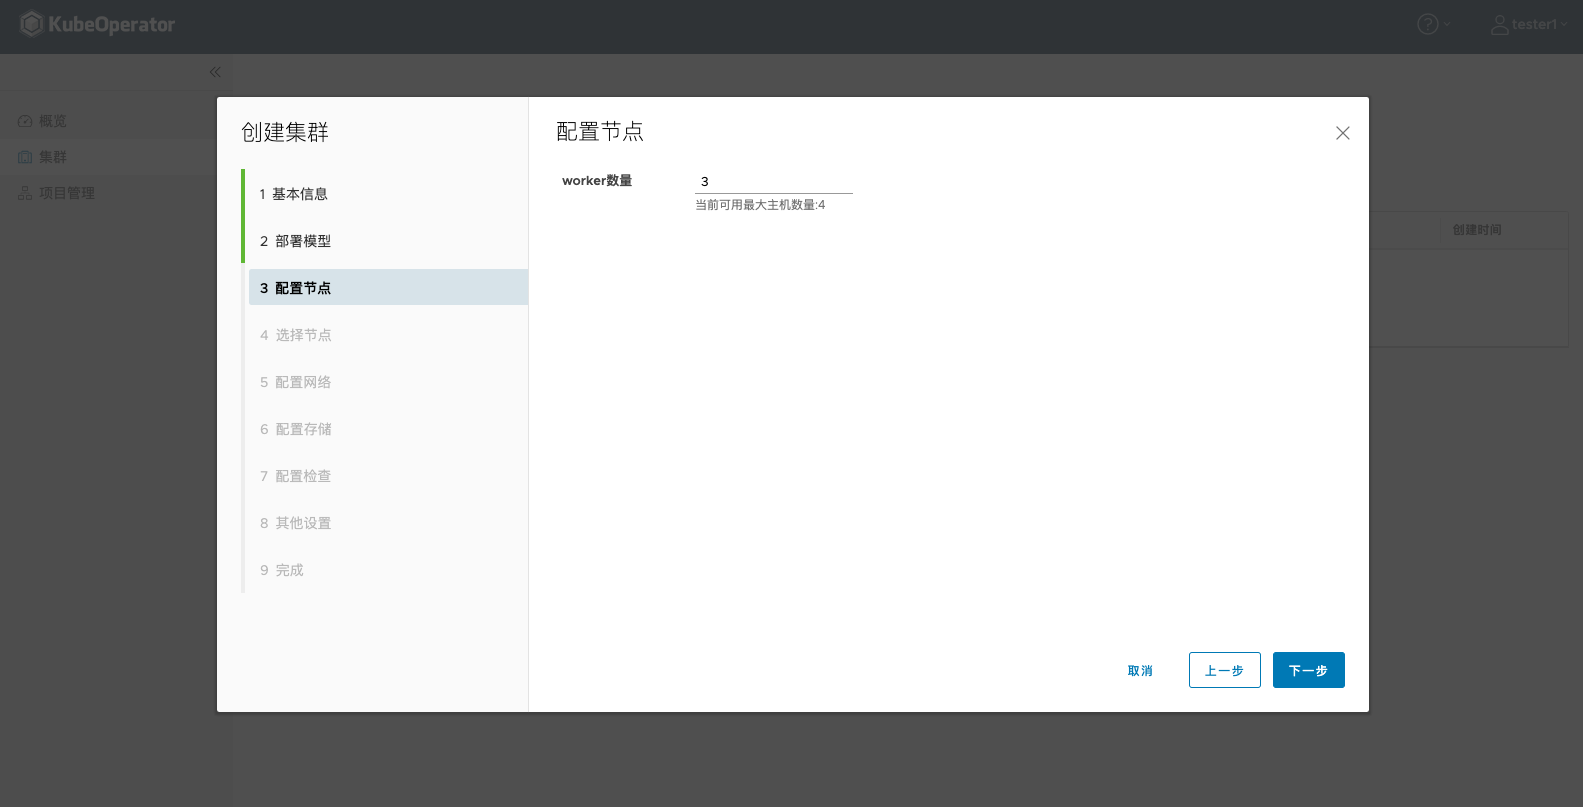 KubeOperator
tester1
概览
集群
项目管理
创建时间
创建集群
1 基本信息
2 部署模型
3 配置节点
4 选择节点
5 配置网络
6 配置存储
7 配置检查
8 其他设置
9 完成
配置节点
worker数量
3
当前可用最大主机数量:4
取消
上一步
下一步